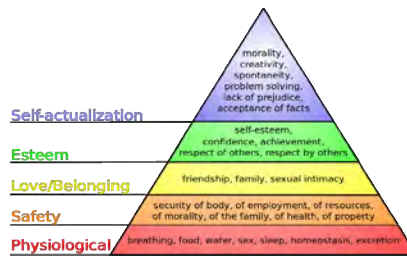 morality,
creativity,
spontaneity,
problem solving,
lack of prejudice,
acceptance of facts
Self-actualization
self-esteem,
confidence, achievement,
respect of others, respect by others
Esteem
friendship, family, sexual intimacy
Love/Belonging
security of body, of employment, of resources,
of morality, of the family, of health, of property
Safety
breathing, food, water, sex, sleep, homeostasis, excretion
Physiological